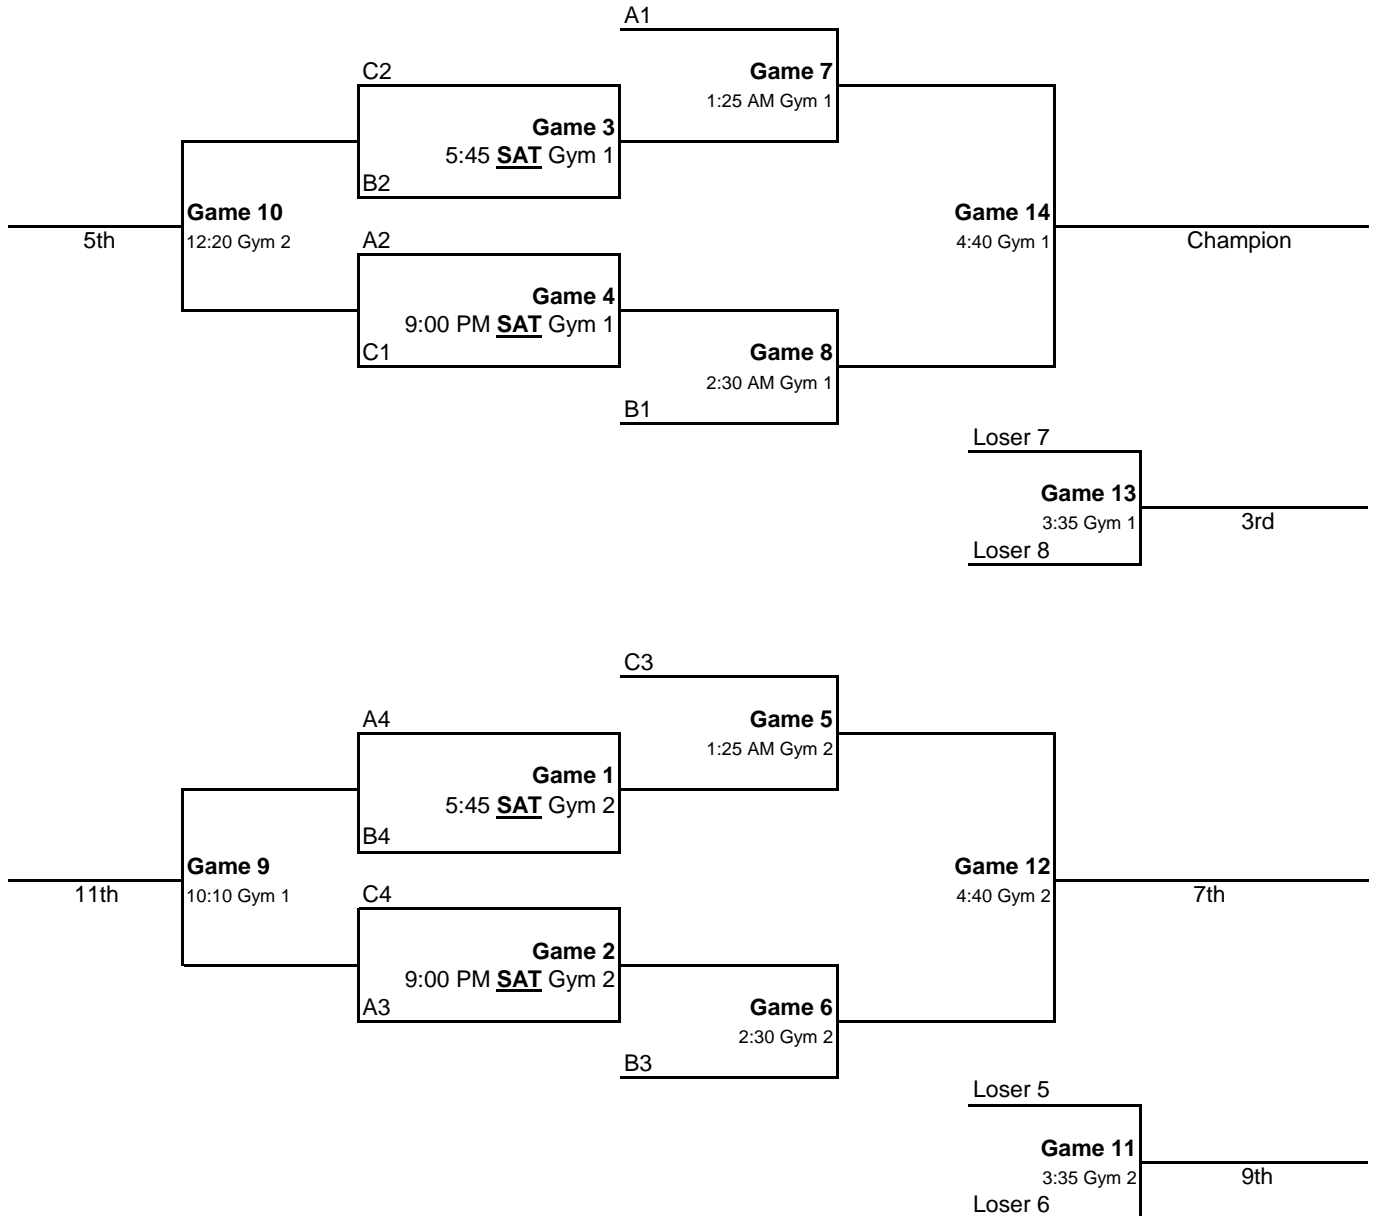 A1
C2
Game 7
1:25 AM Gym 1
Game 3
5:45 SAT Gym 1
B2
Game 10
12:20 Gym 2
5th
A2
Game 14
4:40 Gym 1
Champion
Game 4
9:00 PM SAT Gym 1
C1
Game 8
2:30 AM Gym 1
B1
Loser 7
Game 13
3:35 Gym 1
3rd
Loser 8
C3
A4
Game 5
1:25 AM Gym 2
Game 1
5:45 SAT Gym 2
B4
Game 9
10:10 Gym 1
11th
C4
Game 12
4:40 Gym 2
7th
Game 2
9:00 PM SAT Gym 2
A3
Game 6
2:30 Gym 2
B3
Loser 5
Game 11
3:35 Gym 2
9th
Loser 6